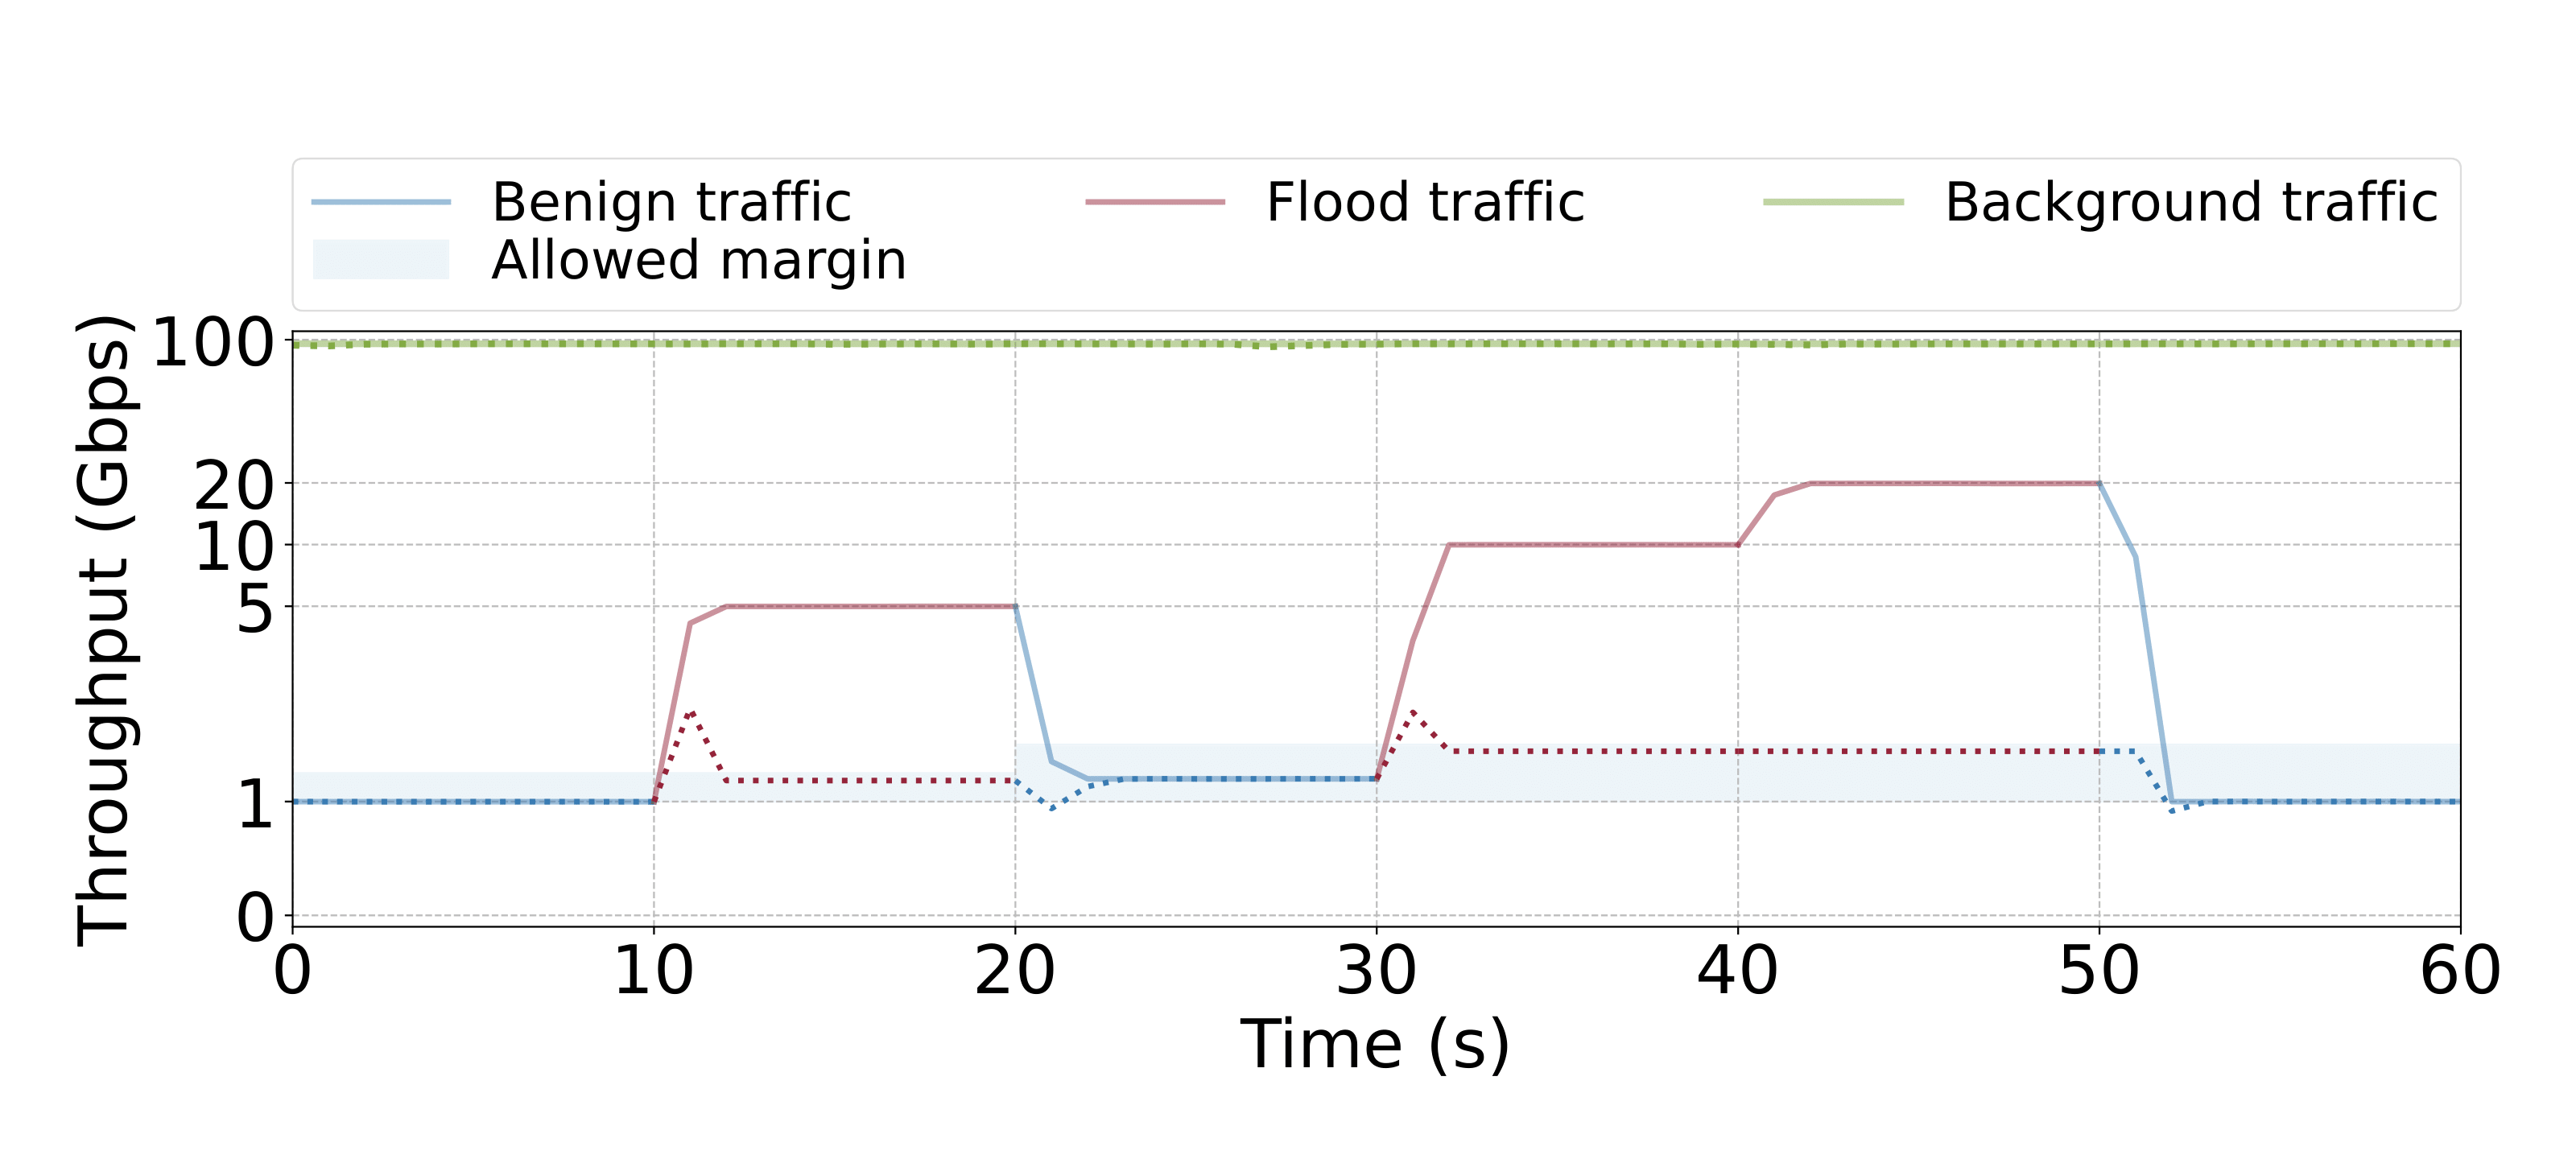 Benign traffic
Flood traffic
Background traffic
Allowed margin
Throughput (Gbps)
100
20
10
5
1
0
0 10 20 30 40 50 60
Time (s)